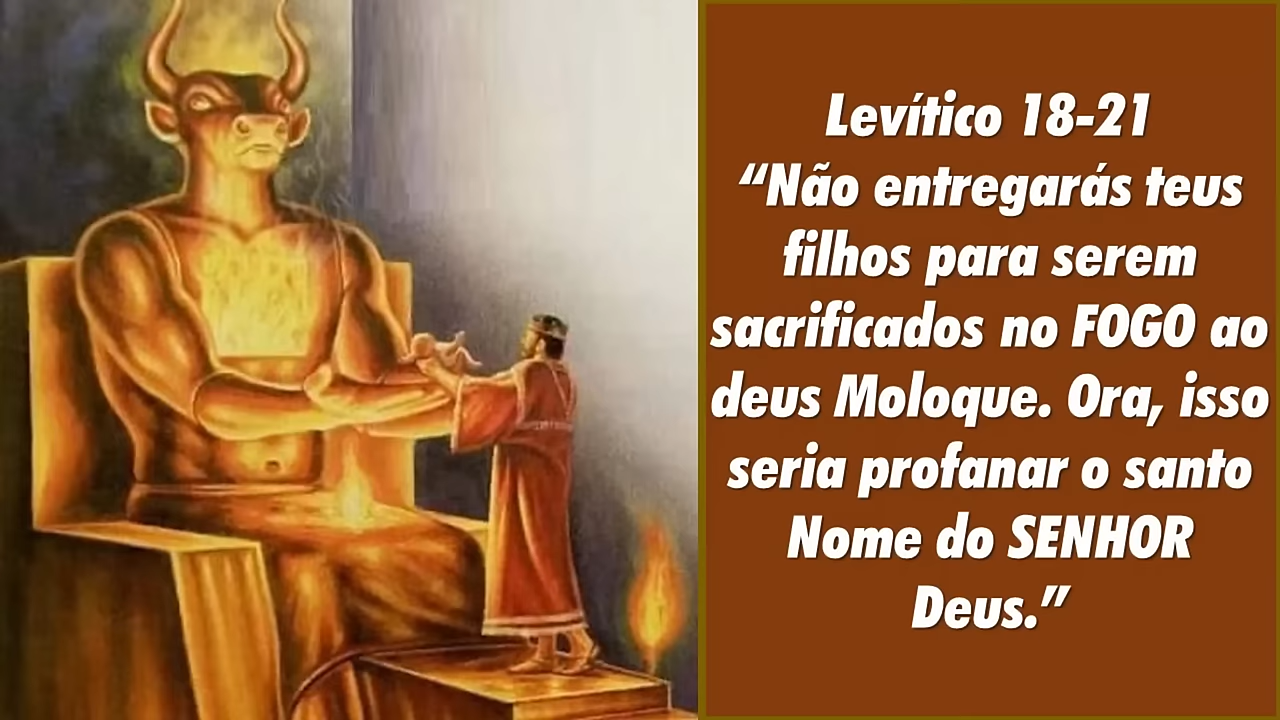 Levítico 18-21
“Não entregarás teus
filhos para serem
sacrificados no FOGO ao
deus Moloque. Ora, isso
seria profanar o santo
Nome do SENHOR
Deus.”